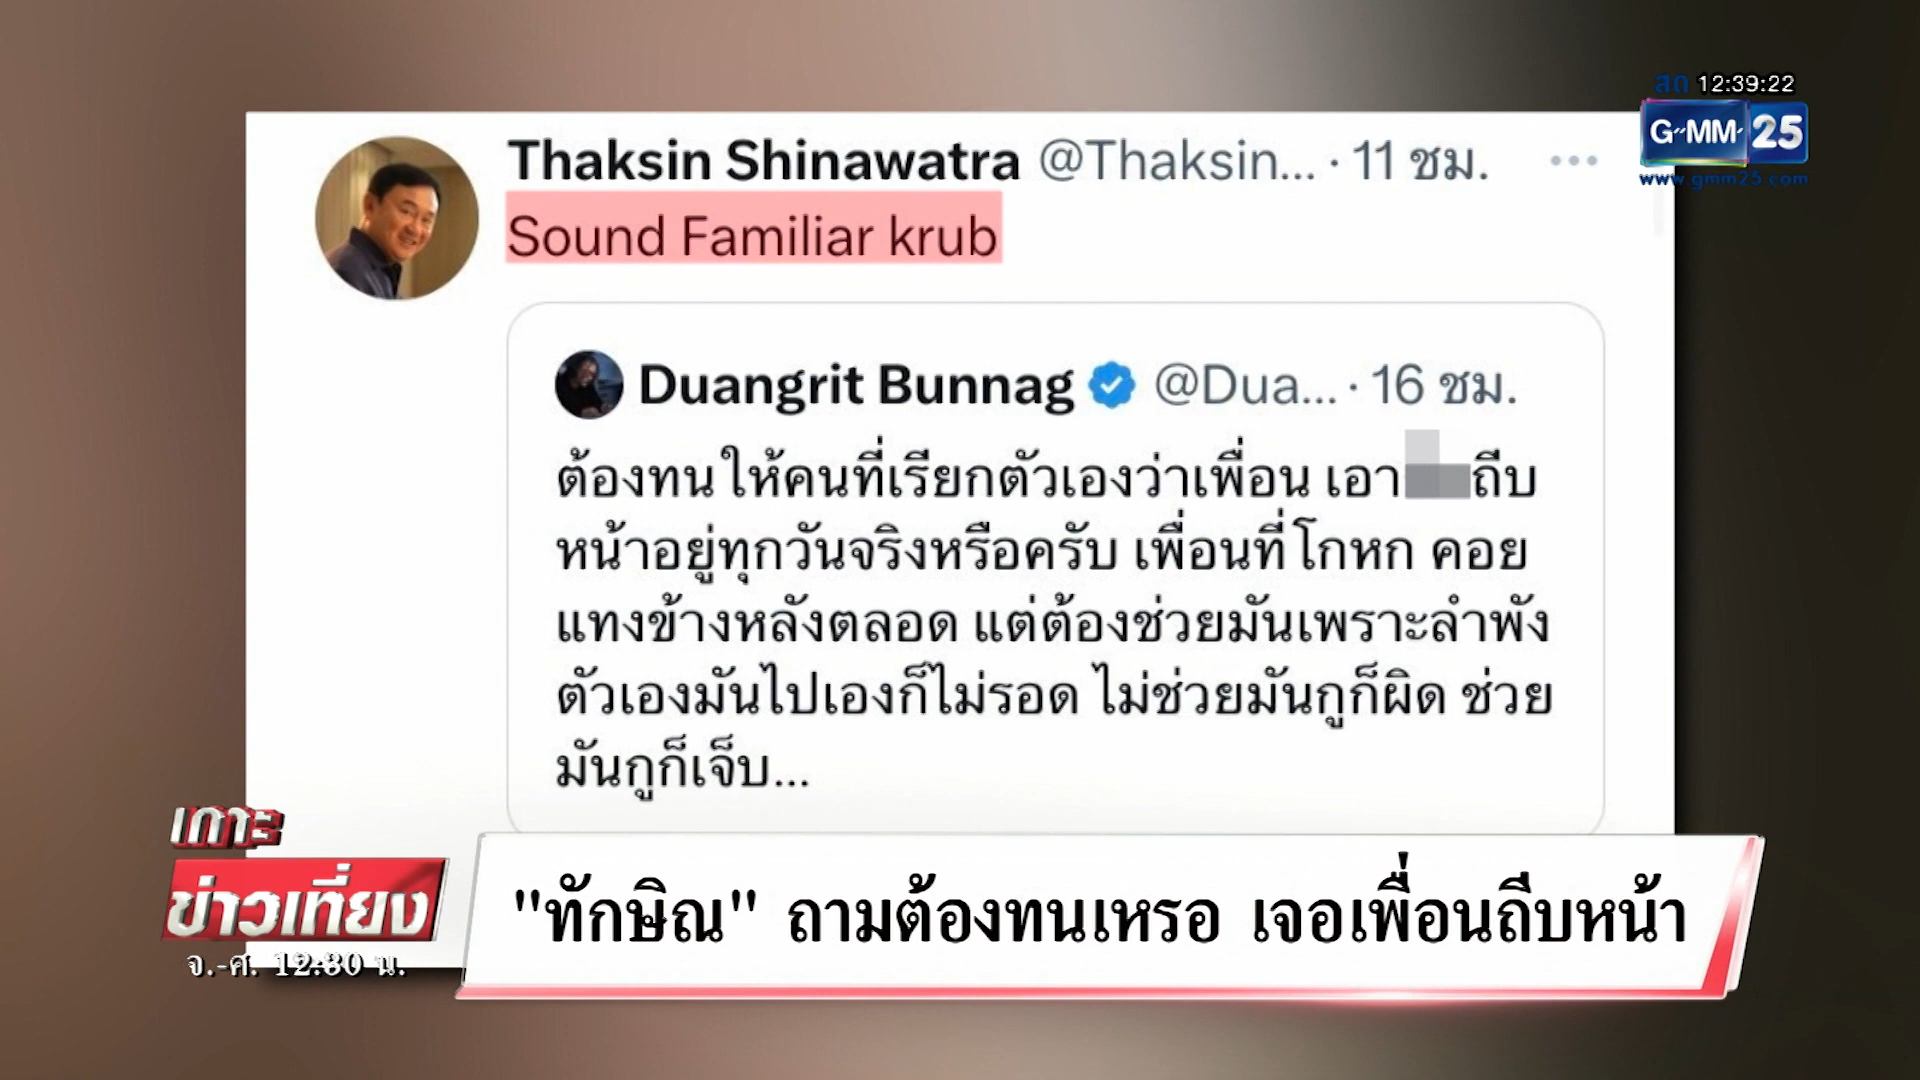 สด 12:39:22
G-MM 25
www.gmm25.com
Thaksin Shinawatra @Thaksin... · 11 ชม.
Sound Familiar krub
Duangrit Bunnag @Dua... · 16 ชม.
ต้องทนให้คนที่เรียกตัวเองว่าเพื่อน เอา ถีบ
หน้าอยู่ทุกวันจริงหรือครับ เพื่อนที่โกหก คอย
แทงข้างหลังตลอด แต่ต้องช่วยมันเพราะลำพัง
ตัวเองมันไปเองก็ไม่รอด ไม่ช่วยมันกูก็ผิด ช่วย
มันกูก็เจ็บ...
เกาะ
ข่าวเที่ยง
จ.-ศ. 12:30 น.
"ทักษิณ" ถามต้องทนเหรอ เจอเพื่อนถีบหน้า